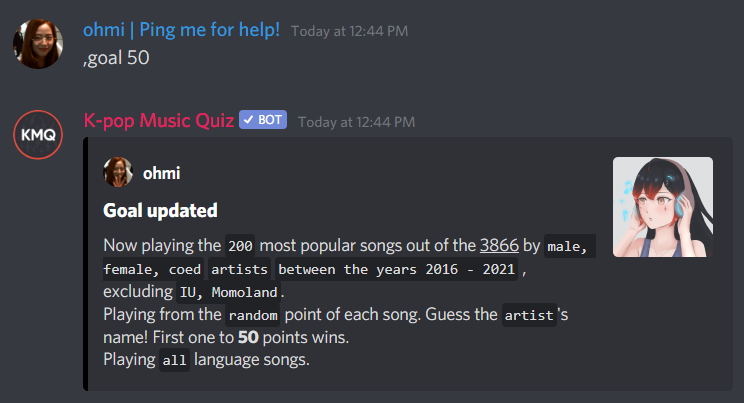 ohmi | Ping me for help! Today at 12:44 PM
,goal 50
KMQ
K-pop Music Quiz ✓ BOT Today at 12:44 PM
ohmi
Goal updated
Now playing the 200 most popular songs out of the 3866 by male,
female, coed artists between the years 2016 - 2021 ,
excluding IU, Momoland .
Playing from the random point of each song. Guess the artist's
name! First one to 50 points wins.
Playing all language songs.